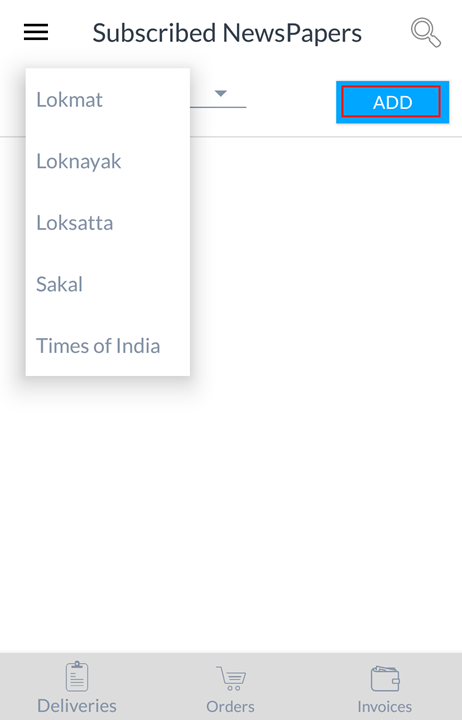 Subscribed NewsPapers
ADD
Lokmat
Loknayak
Loksatta
Sakal
Times of India
Deliveries
Orders
Invoices